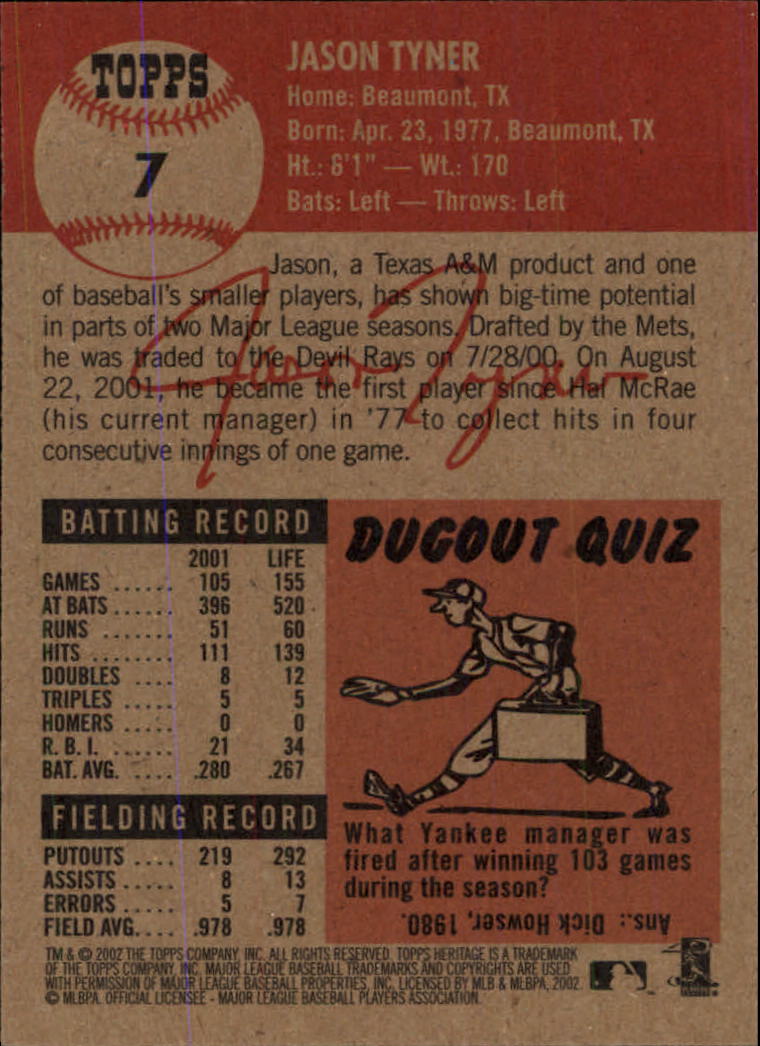 TOPPS
7
JASON TYNER
Home: Beaumont, TX
Born: Apr. 23, 1977, Beaumont, TX
Ht.: 6'1" — Wt.: 170
Bats: Left — Throws: Left
Jason, a Texas A&M product and one
of baseball's smaller players, has shown big-time potential
in parts of two Major League seasons. Drafted by the Mets,
he was traded to the Devil Rays on 7/28/00. On August
22, 2001, he became the first player since Hal McRae
(his current manager) in '77 to collect hits in four
consecutive innings of one game.
Jason Tyner
BATTING RECORD
2001 LIFE
GAMES ...... 105 155
AT BATS...... 396 520
RUNS ....... 51 60
HITS ........ 111 139
DOUBLES .... 8 12
TRIPLES ..... 5 5
HOMERS ..... 0 0
R. B. I. ...... 21 34
BAT. AVG. .... .280 .267
FIELDING RECORD
PUTOUTS .... 219 292
ASSISTS ..... 8 13
ERRORS ..... 5 7
FIELD AVG.... .978 .978
DUGOUT QUIZ
What Yankee manager was
fired after winning 103 games
during the season?
Ans.: Dick Howser, 1980.
TM & © 2002 THE TOPPS COMPANY, INC. ALL RIGHTS RESERVED. TOPPS HERITAGE IS A TRADEMARK
OF THE TOPPS COMPANY, INC. MAJOR LEAGUE BASEBALL TRADEMARKS AND COPYRIGHTS ARE USED
WITH PERMISSION OF MAJOR LEAGUE BASEBALL PROPERTIES, INC. LICENSED BY MLB & MLBPA, 2002.
© MLBPA. OFFICIAL LICENSEE - MAJOR LEAGUE BASEBALL PLAYERS ASSOCIATION.